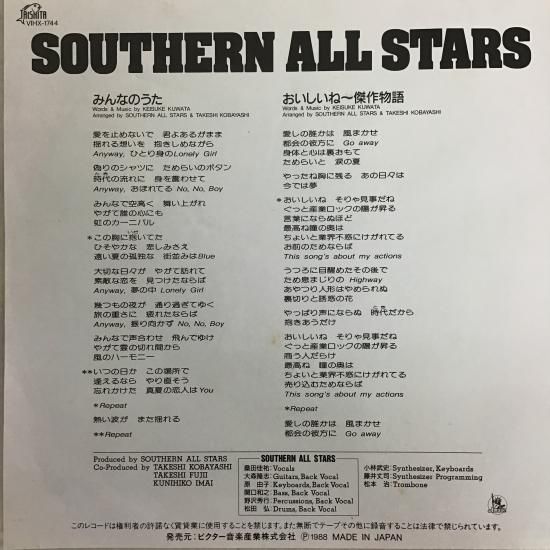 TAISHITA
VIHX-1744
SOUTHERN ALL STARS
みんなのうた
Words & Music by KEISUKE KUWATA
Arranged by SOUTHERN ALL STARS & TAKESHI KOBAYASHI
愛を止めないで 君よあるがまま
揺れる想いを 抱きしめながら
Anyway, ひとり身のLonely Girl
偽りのシャツに ためらいのボタン
時代の流れに 身を震わせて
Anyway, おぼれてる No, No, Boy
みんなで空高く 舞い上がれ
やがて誰の心にも
虹のカーニバル
*この胸に抱いてた
ひそやかな 悲しみさえ
遠い夏の孤独な 街並みはBlue
大切な日々が やがて訪れて
素敵な恋を 見つけたならば
Anyway, 夢の中 Lonely Girl
幾つもの夜が 通り過ぎてゆく
旅の重さに 疲れたならば
Anyway, 振り向かず No, No, Boy
みんなで声合わせ 飛んでゆけ
やがて雲の切れ間から
風のハーモニー
**いつの日か この場所で
逢えるなら やり直そう
忘れかけた 真夏の恋人はYou
*Repeat
熱い波が また揺れる
**Repeat
おいしいね〜傑作物語
Words & Music by KEISUKE KUWATA
Arranged by SOUTHERN ALL STARS & TAKESHI KOBAYASHI
愛しの誰かは 風まかせ
都会の彼方に Go away
身体と心は裏おもて
ためらいと 涙の夏
やったね胸に残る あの日々は
今では夢
*おいしいね そりゃ見事だね
ぐっと産業ロックの陽が昇る
言葉にならぬほど
最高ね瞳の奥は
ちょいと業界不惑にけがれてる
お前のためならば
This song's about my actions
うつろに目醒めたその後で
ため息まじりの Highway
あやつり人形はやめられぬ
裏切りと誘惑の花
やっぱり声にならぬ 時代だから
抱きあうだけ
おいしいね そりゃ見事だね
ぐっと産業ロックの陽が昇る
商う人だらけ
最高ね 瞳の奥は
ちょいと業界不惑にけがれてる
売り込むためならば
This song's about my actions
*Repeat
愛しの誰かは 風まかせ
都会の彼方に Go away
Produced by SOUTHERN ALL STARS
Co-Produced by TAKESHI KOBAYASHI
TAKESHI FUJII
KUNIHIKO IMAI
SOUTHERN ALL STARS
桑田佳祐: Vocals
大森隆志: Guitars, Back Vocal
原 由子: Keyboards, Back Vocal
関口和之: Bass, Back Vocal
野沢秀行: Percussions, Back Vocal
松田 弘: Drums, Back Vocal
小林武史: Synthesizer, Keyboards
藤井丈司: Synthesizer Programming
松本 治: Trombone
このレコードは権利者の許諾なく賃貸業に使用することを禁じます。また無断でテープその他に録音することは法律で禁じられています。
発売元:ビクター音楽産業株式会社 Ⓟ1988 MADE IN JAPAN